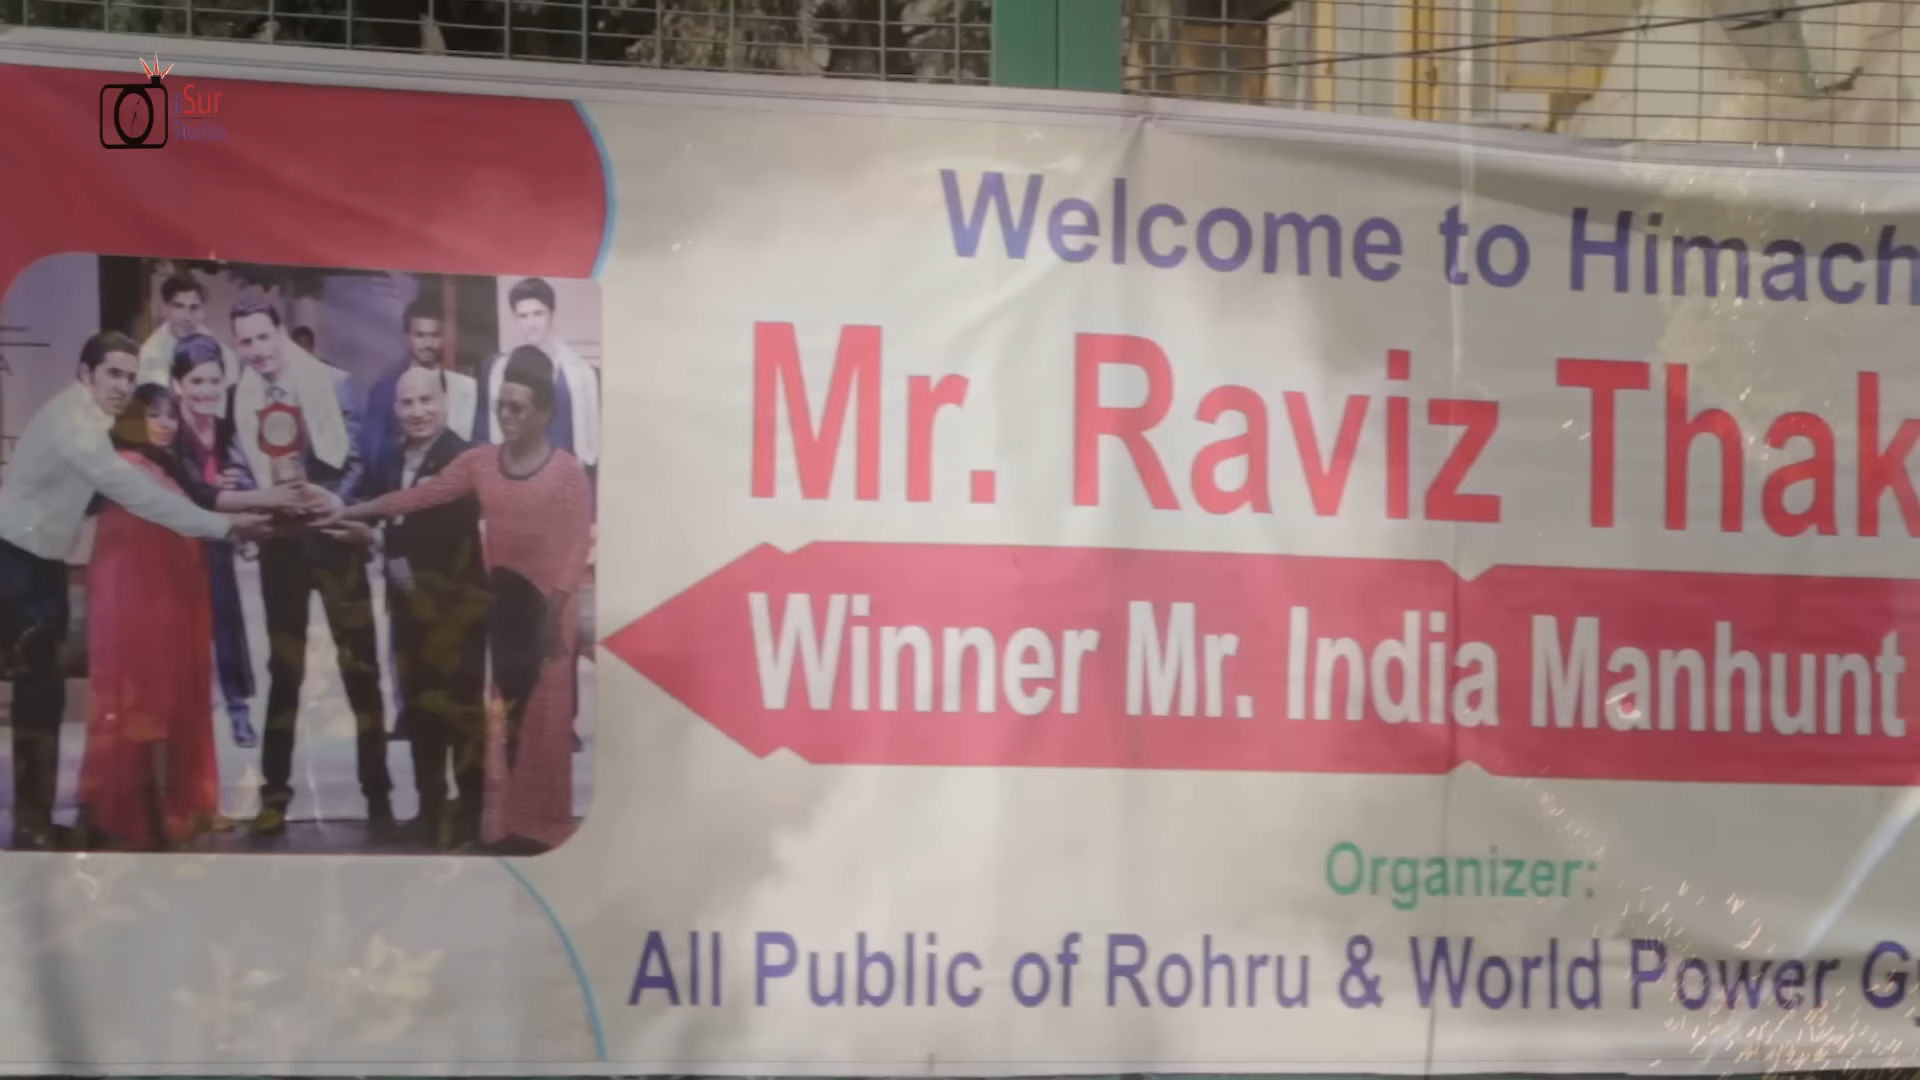 Sur
Studios
Welcome to Himach
Mr. Raviz Thak
Winner Mr. India Manhunt
Organizer:
All Public of Rohru & World Power Gy